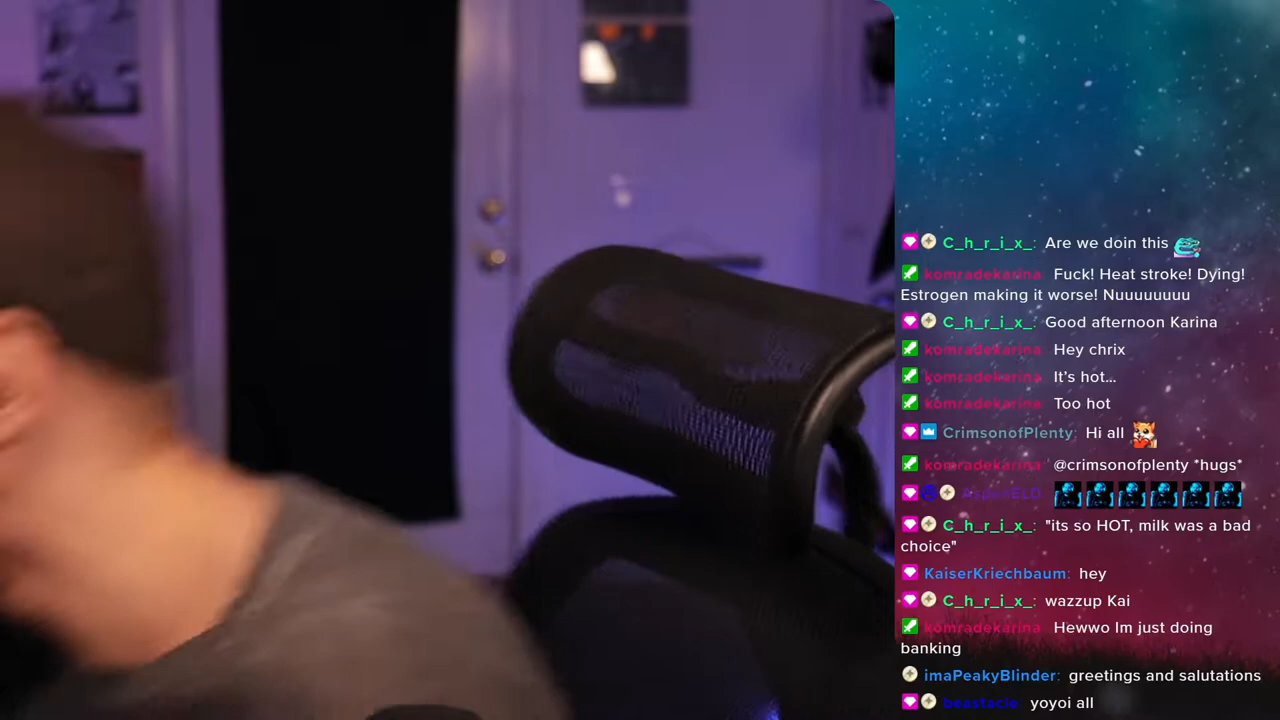 C_h_r_i_x_: Are we doin this
komradekarina Fuck! Heat stroke! Dying!
Estrogen making it worse! Nuuuuuuuu
C_h_r_i_x_: Good afternoon Karina
komradekarina Hey chrix
komradekarina It's hot...
komradekarina Too hot
CrimsonofPlenty: Hi all
komradekarina @crimsonofplenty *hugs*
AspenELD
C_h_r_i_x_: "its so HOT, milk was a bad
choice"
KaiserKriechbaum: hey
C_h_r_i_x_: wazzup Kai
komradekarina Hewwo Im just doing
banking
imaPeakyBlinder: greetings and salutations
beastacle yoyoi all